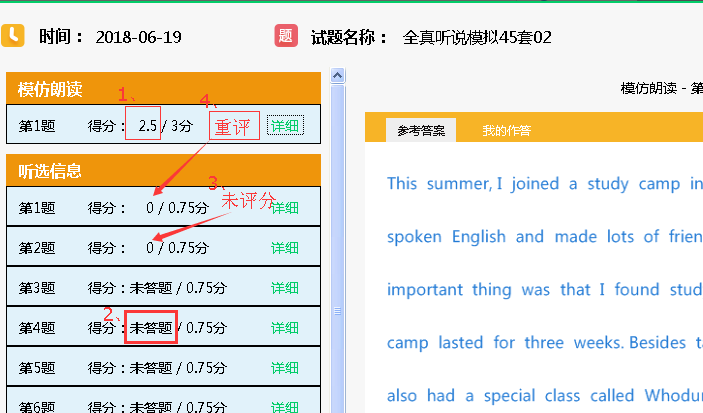 时间： 2018-06-19
题 试题名称： 全真听说模拟45套02
模仿朗读
1、
4、
第1题 得分： 2.5 / 3分 重评 详细
听选信息
3、
未评分
第1题 得分： 0 / 0.75分 详细
第2题 得分： 0 / 0.75分 详细
第3题 得分：未答题 / 0.75分 详细
2、
第4题 得分：未答题 / 0.75分 详细
第5题 得分：未答题 / 0.75分 详细
第6题 得分：未答题 / 0.75分 详细
模仿朗读 - 第
参考答案 我的作答
This summer, I joined a study camp in
spoken English and made lots of frien
important thing was that I found stud
camp lasted for three weeks. Besides ta
also had a special class called Whodu